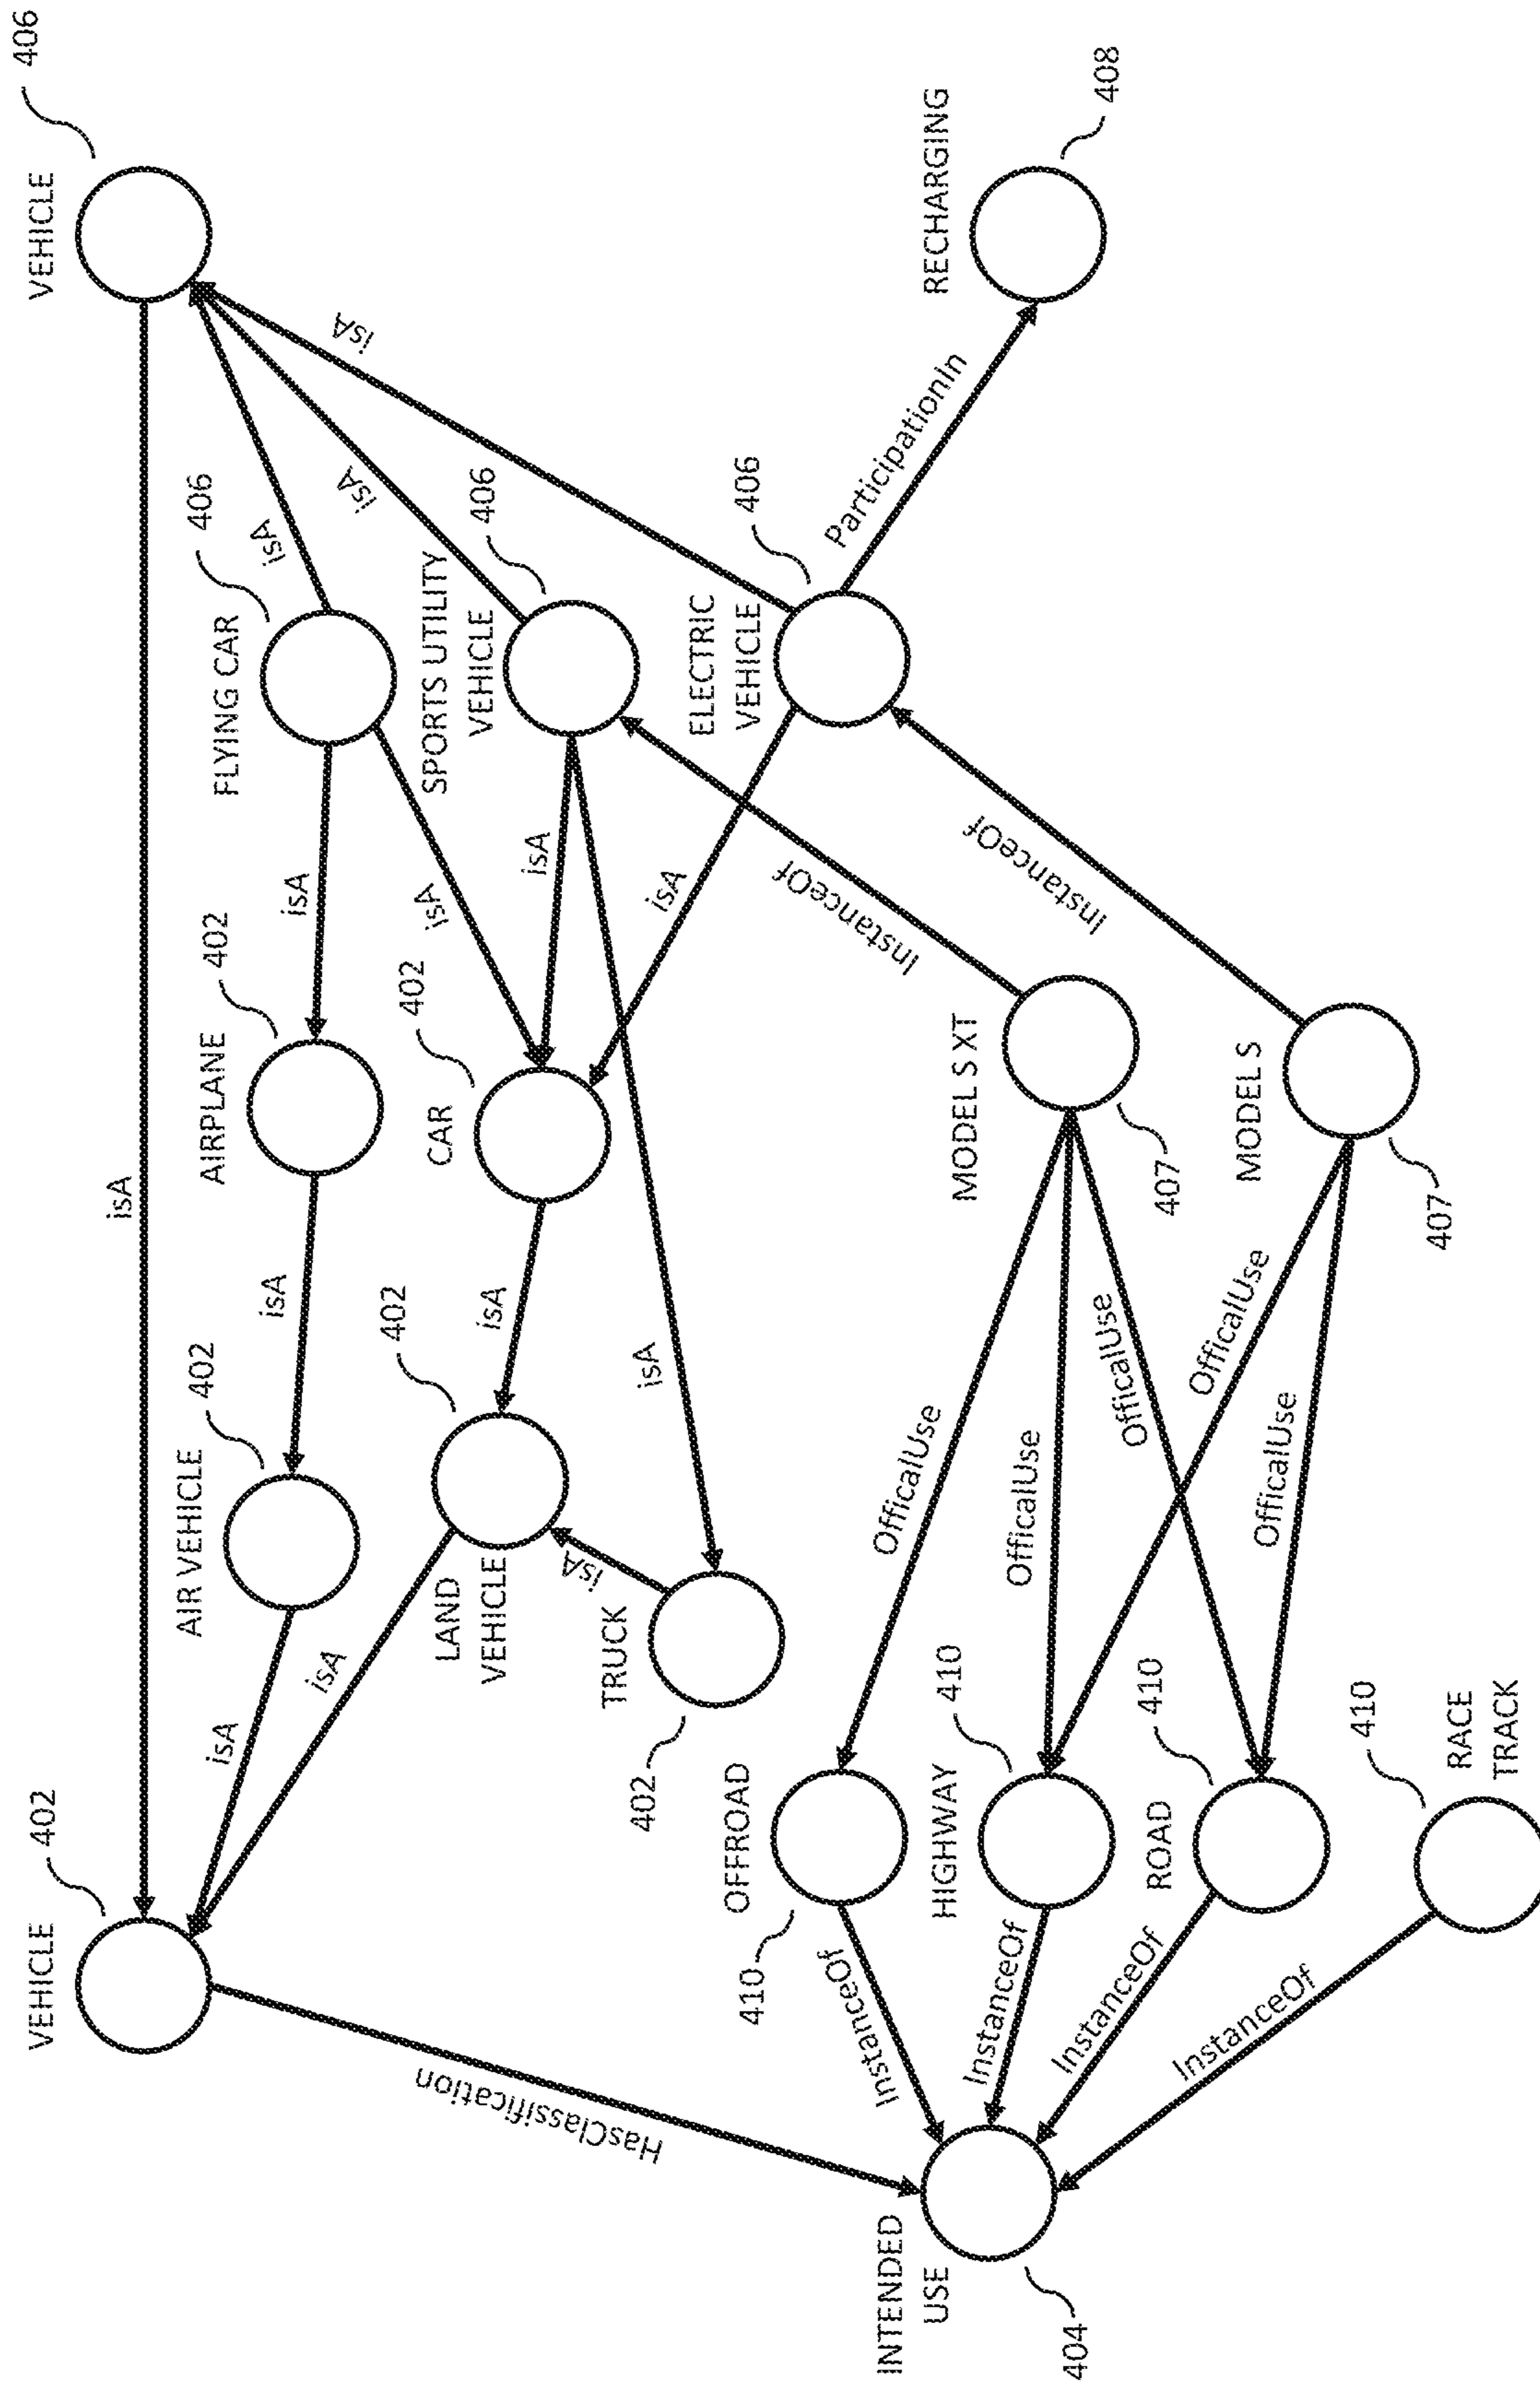 VEHICLE
402
isA
VEHICLE
406
AIR VEHICLE
402
AIRPLANE
402
FLYING CAR
406
isA
isA
isA
isA
isA
HasClassification
isA
LAND
VEHICLE
402
isA
CAR
402
isA
isA
SPORTS UTILITY
VEHICLE
406
isA
isA
TRUCK
402
isA
isA
ELECTRIC
VEHICLE
406
ParticipationIn
RECHARGING
408
OFFROAD
410
InstanceOf
OfficalUse
InstanceOf
INTENDED
USE
404
InstanceOf
HIGHWAY
410
OfficalUse
MODEL S XT
407
InstanceOf
InstanceOf
ROAD
410
OfficalUse
OfficalUse
InstanceOf
OfficalUse
MODEL S
407
410
RACE
TRACK